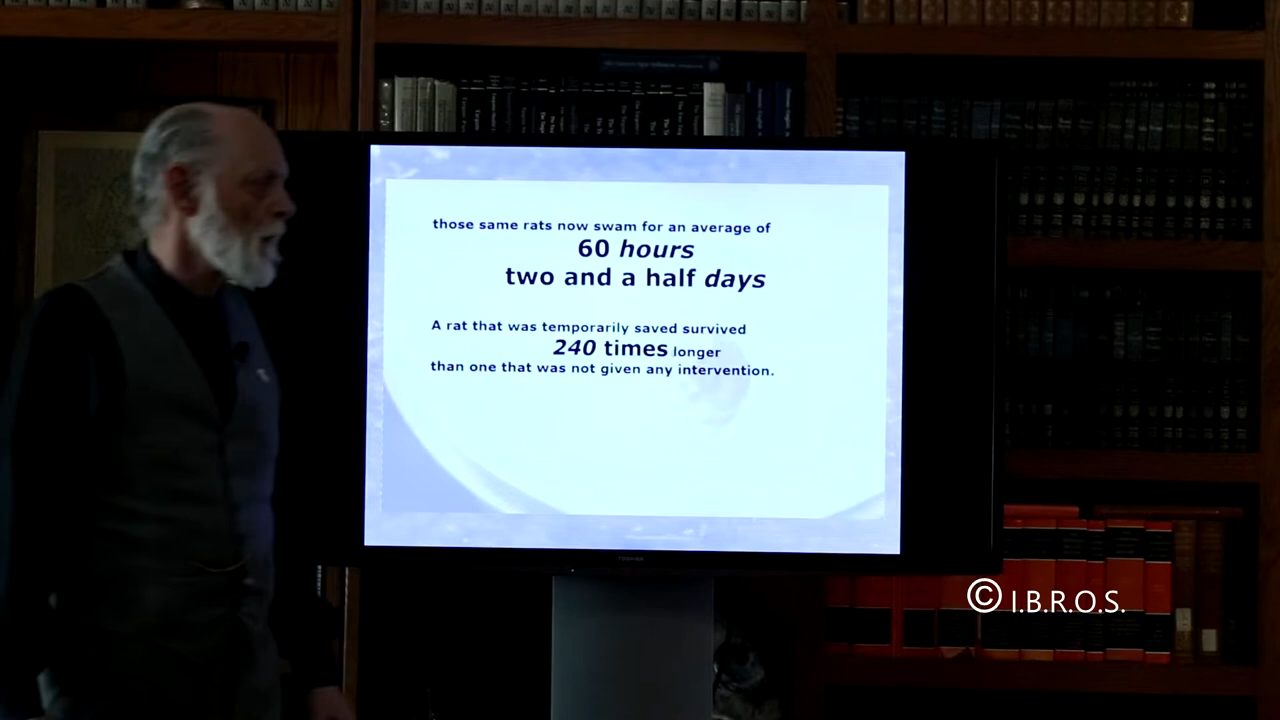 those same rats now swam for an average of
60 hours
two and a half days
A rat that was temporarily saved survived
240 times longer
than one that was not given any intervention.
TOSHIBA
© I.B.R.O.S.